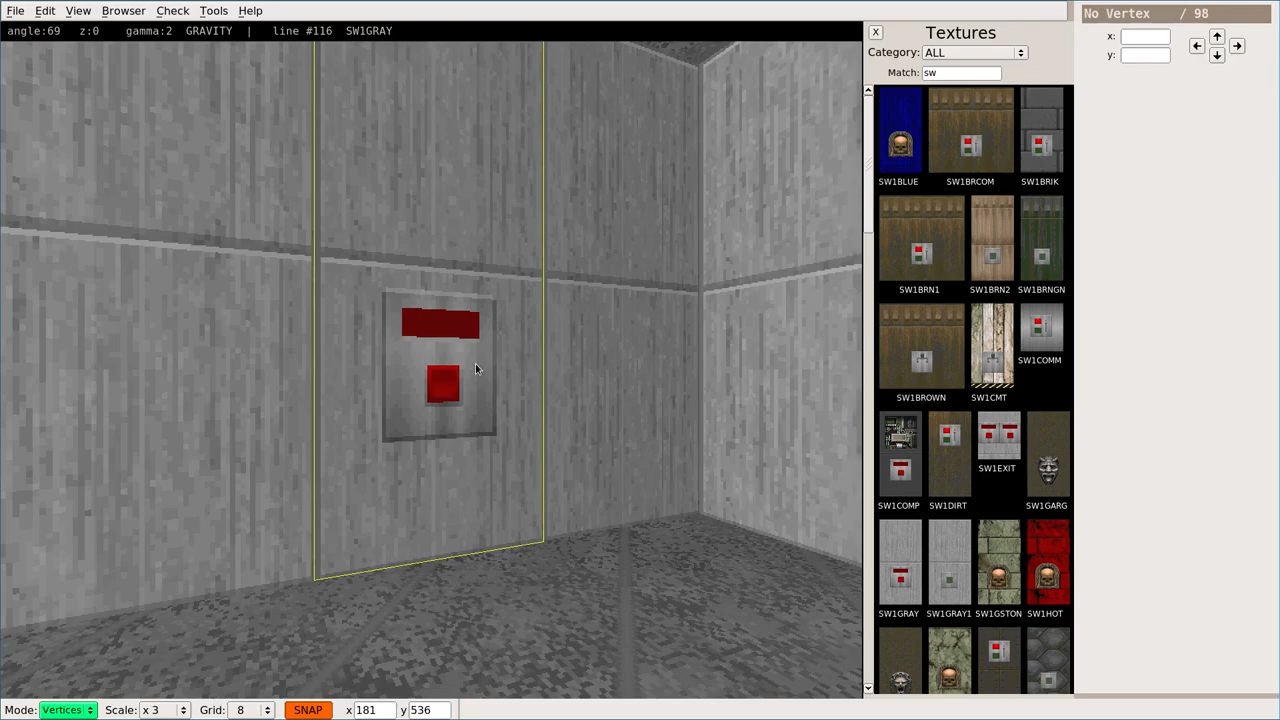 File Edit View Browser Check Tools Help
angle:69 z:0 gamma:2 GRAVITY | line #116 SW1GRAY
X Textures
Category: ALL
Match: sw
SW1BLUE SW1BRCOM SW1BRIK
SW1BRN1 SW1BRN2 SW1BRNGN
SW1BROWN SW1CMT SW1COMM
SW1COMP SW1DIRT SW1EXIT SW1GARG
SW1GRAY SW1GRAY1 SW1GSTON SW1HOT
No Vertex / 98
x:
y:
Mode: Vertices Scale: x 3 Grid: 8 SNAP x 181 y 536